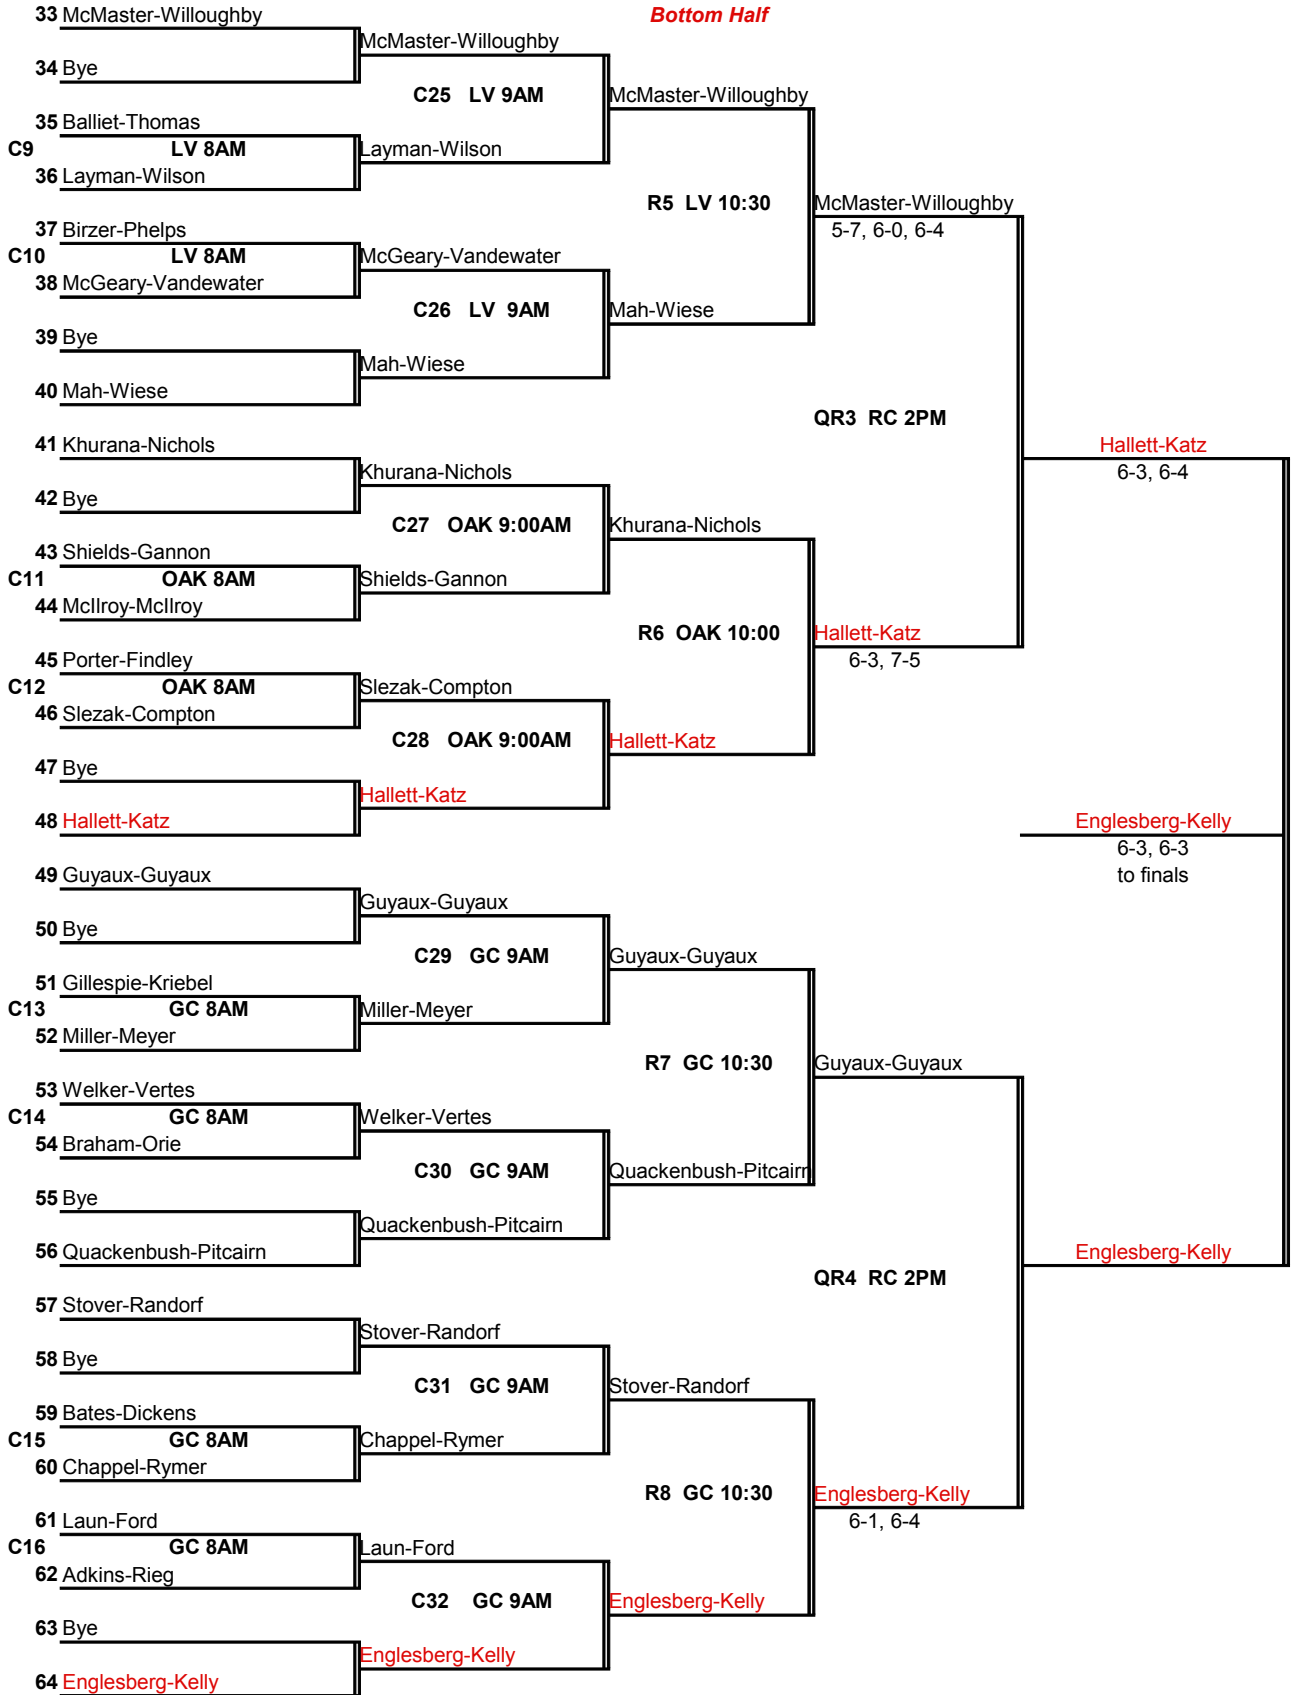 Bottom Half
33 McMaster-Willoughby
McMaster-Willoughby
34 Bye
C25 LV 9AM
McMaster-Willoughby
35 Balliet-Thomas
C9 LV 8AM
Layman-Wilson
36 Layman-Wilson
R5 LV 10:30
McMaster-Willoughby
5-7, 6-0, 6-4
37 Birzer-Phelps
C10 LV 8AM
McGeary-Vandewater
38 McGeary-Vandewater
C26 LV 9AM
Mah-Wiese
39 Bye
Mah-Wiese
40 Mah-Wiese
QR3 RC 2PM
Hallett-Katz
6-3, 6-4
41 Khurana-Nichols
Khurana-Nichols
42 Bye
C27 OAK 9:00AM
Khurana-Nichols
43 Shields-Gannon
C11 OAK 8AM
Shields-Gannon
44 McIlroy-McIlroy
R6 OAK 10:00
Hallett-Katz
6-3, 7-5
45 Porter-Findley
C12 OAK 8AM
Slezak-Compton
46 Slezak-Compton
C28 OAK 9:00AM
Hallett-Katz
47 Bye
Hallett-Katz
48 Hallett-Katz
Englesberg-Kelly
6-3, 6-3
to finals
49 Guyaux-Guyaux
Guyaux-Guyaux
50 Bye
C29 GC 9AM
Guyaux-Guyaux
51 Gillespie-Kriebel
C13 GC 8AM
Miller-Meyer
52 Miller-Meyer
R7 GC 10:30
Guyaux-Guyaux
53 Welker-Vertes
C14 GC 8AM
Welker-Vertes
54 Braham-Orie
C30 GC 9AM
Quackenbush-Pitcairn
55 Bye
Quackenbush-Pitcairn
56 Quackenbush-Pitcairn
QR4 RC 2PM
Englesberg-Kelly
57 Stover-Randorf
Stover-Randorf
58 Bye
C31 GC 9AM
Stover-Randorf
59 Bates-Dickens
C15 GC 8AM
Chappel-Rymer
60 Chappel-Rymer
R8 GC 10:30
Englesberg-Kelly
6-1, 6-4
61 Laun-Ford
C16 GC 8AM
Laun-Ford
62 Adkins-Rieg
C32 GC 9AM
Englesberg-Kelly
63 Bye
Englesberg-Kelly
64 Englesberg-Kelly